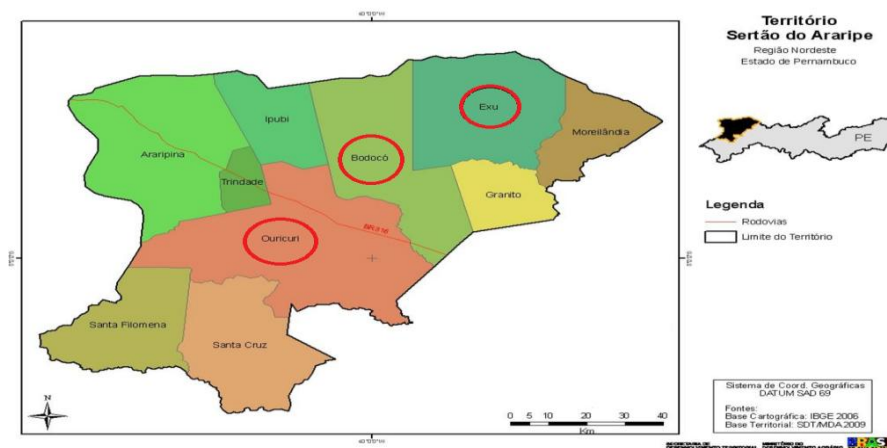 Território
Sertão do Araripe
Região Nordeste
Estado de Pernambuco
Exu
Ipubi
Moreilândia
Araripina
Bodocó
Trindade
Granito
Ouricuri
Santa Filomena
Santa Cruz
PE
Legenda
Rodovias
Limite do Território
N
0 5 10 20 30 40
Km
Sistema de Coord. Geográficas
DATUM SAD 69
Fontes:
Base Cartográfica: IBGE 2006
Base Territorial: SDT/MDA 2009